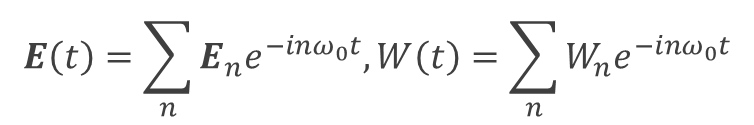 𝑬(𝑡) = ∑ₙ 𝑬ₙ𝑒^{−𝑖𝑛𝜔₀𝑡}, 𝑊(𝑡) = ∑ₙ 𝑊ₙ𝑒^{−𝑖𝑛𝜔₀𝑡}